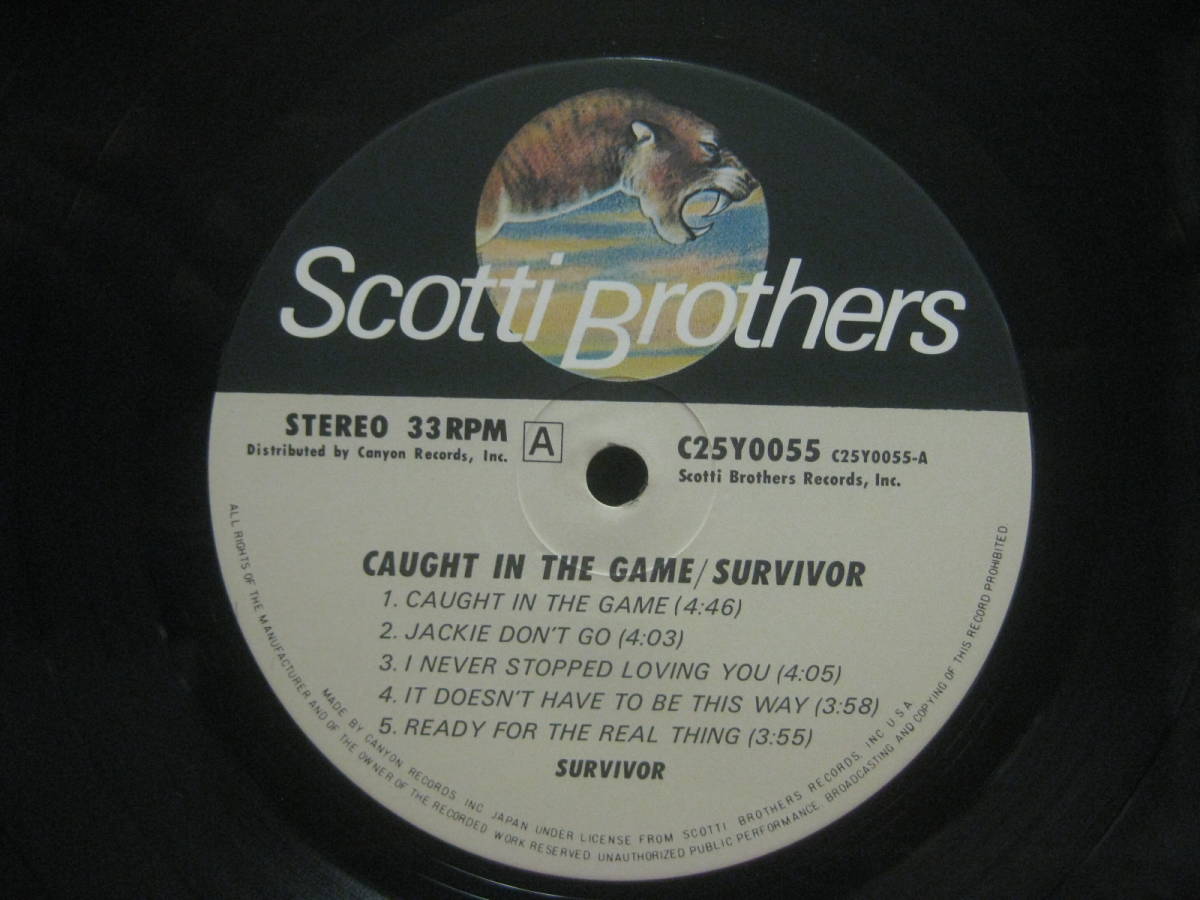 Scotti Brothers
STEREO 33RPM
Distributed by Canyon Records, Inc.
A
C25Y0055 C25Y0055-A
Scotti Brothers Records, Inc.
CAUGHT IN THE GAME/SURVIVOR
1. CAUGHT IN THE GAME (4:46)
2. JACKIE DON'T GO (4:03)
3. I NEVER STOPPED LOVING YOU (4:05)
4. IT DOESN'T HAVE TO BE THIS WAY (3:58)
5. READY FOR THE REAL THING (3:55)
SURVIVOR
MADE BY CANYON RECORDS, INC. JAPAN UNDER LICENSE FROM SCOTTI BROTHERS RECORDS, INC U.S.A
ALL RIGHTS OF THE MANUFACTURER AND OF THE OWNER OF THE RECORDED WORK RESERVED. UNAUTHORIZED PUBLIC PERFORMANCE, BROADCASTING AND COPYING OF THIS RECORD PROHIBITED.